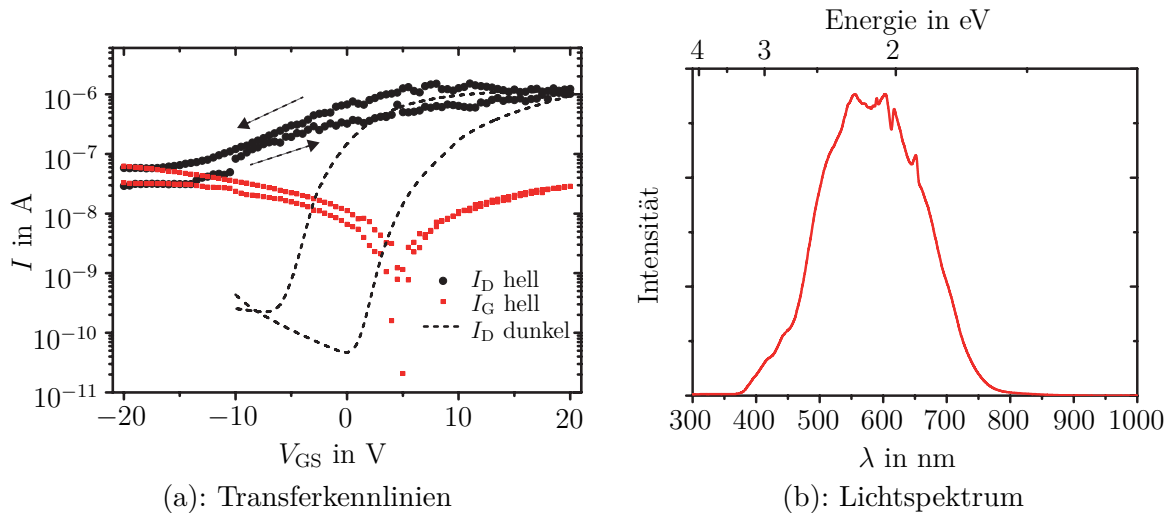 10⁻⁶
10⁻⁷
10⁻⁸
10⁻⁹
10⁻¹⁰
10⁻¹¹
I in A
I_D hell
I_G hell
I_D dunkel
−20 −10 0 10 20
V_GS in V
(a): Transferkennlinien
Energie in eV
4 3 2
Intensität
300 400 500 600 700 800 900 1000
λ in nm
(b): Lichtspektrum